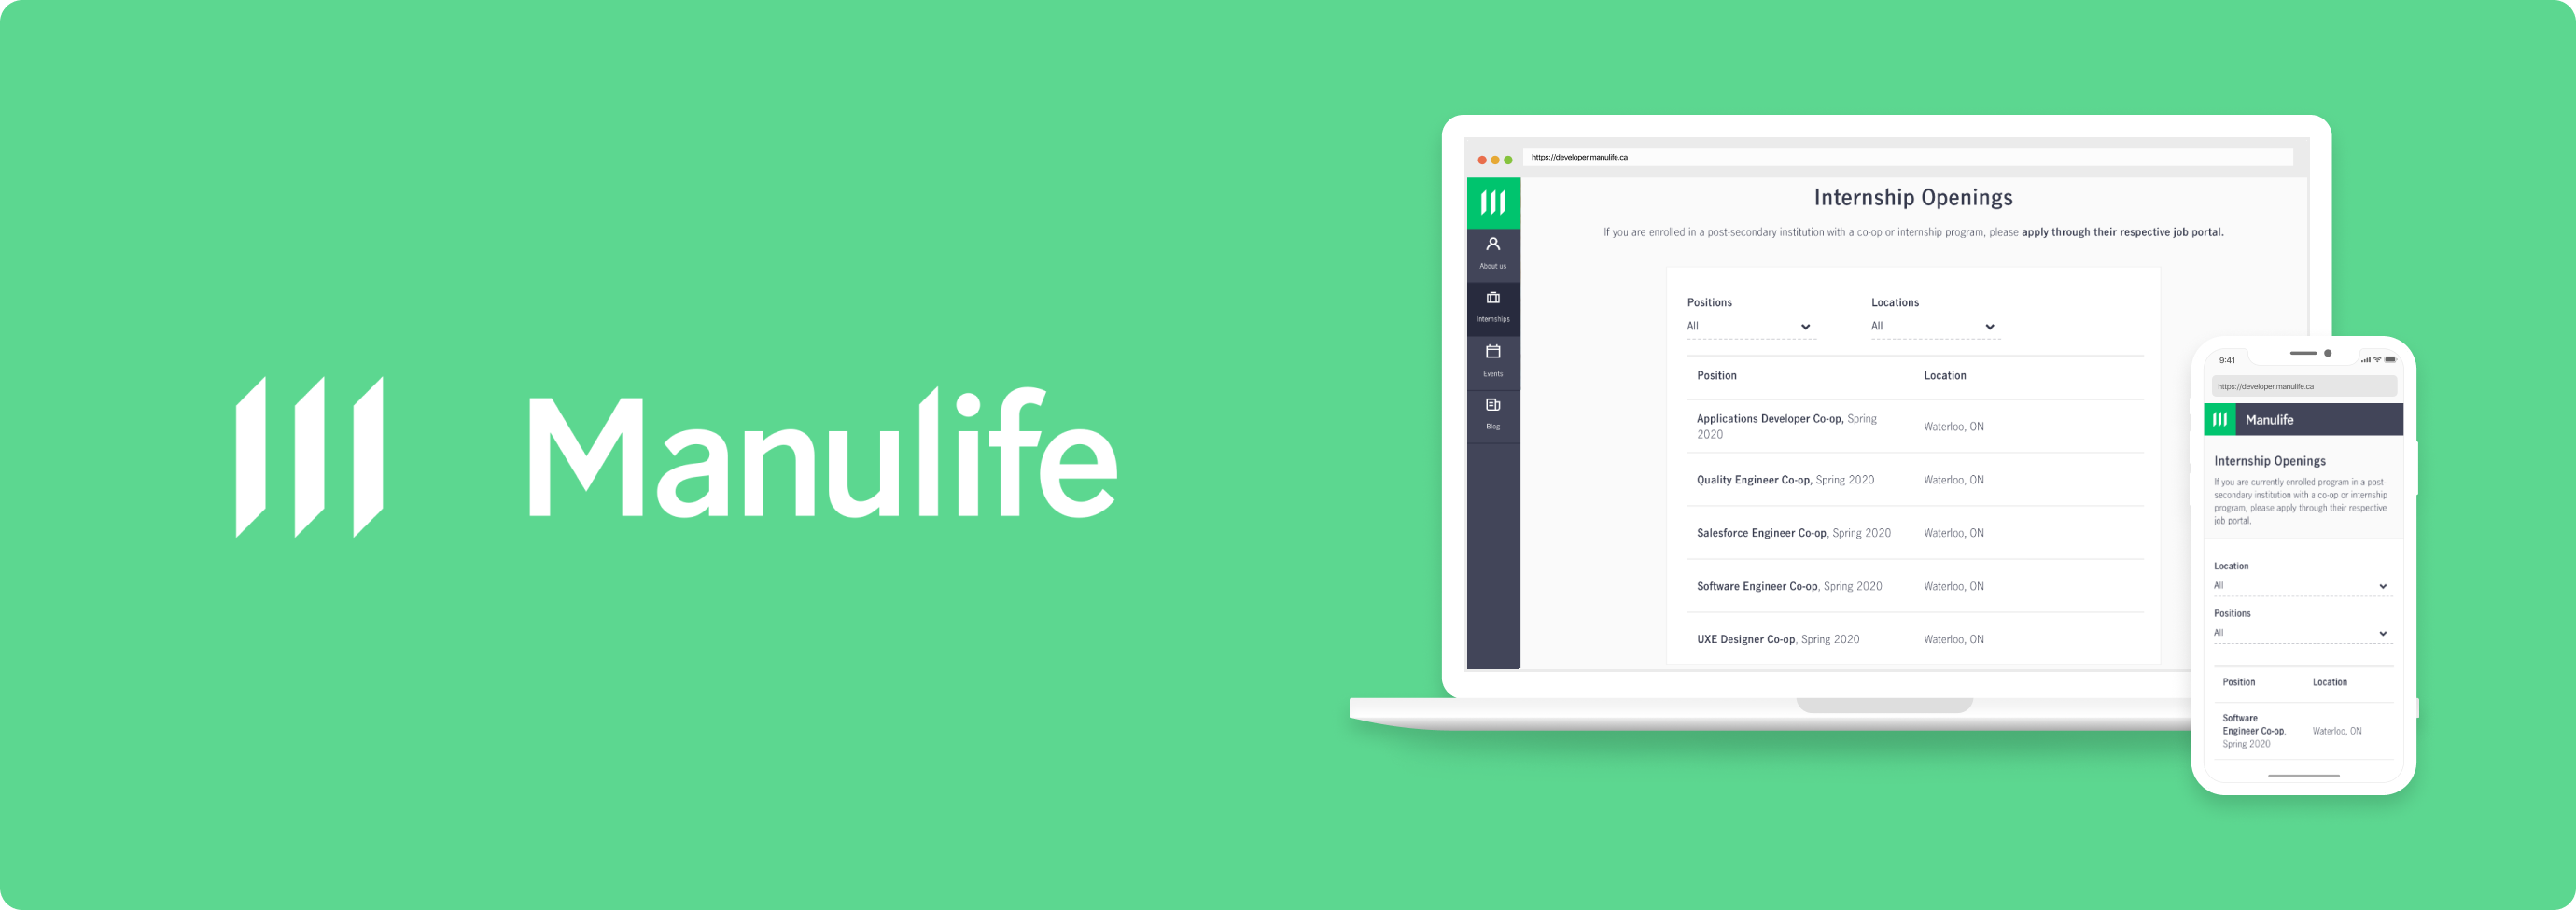 Manulife
https://developer.manulife.ca
Internship Openings
If you are enrolled in a post-secondary institution with a co-op or internship program, please apply through their respective job portal.
About us
Internships
Events
Blog
Positions
Locations
All
All
Position
Location
Applications Developer Co-op, Spring
2020
Waterloo, ON
Quality Engineer Co-op, Spring 2020
Waterloo, ON
Salesforce Engineer Co-op, Spring 2020
Waterloo, ON
Software Engineer Co-op, Spring 2020
Waterloo, ON
UXE Designer Co-op, Spring 2020
Waterloo, ON
9:41
https://developer.manulife.ca
Manulife
Internship Openings
If you are currently enrolled program in a post-
secondary institution with a co-op or internship
program, please apply through their respective
job portal.
Location
All
Positions
All
Position
Location
Software
Engineer Co-op,
Spring 2020
Waterloo, ON